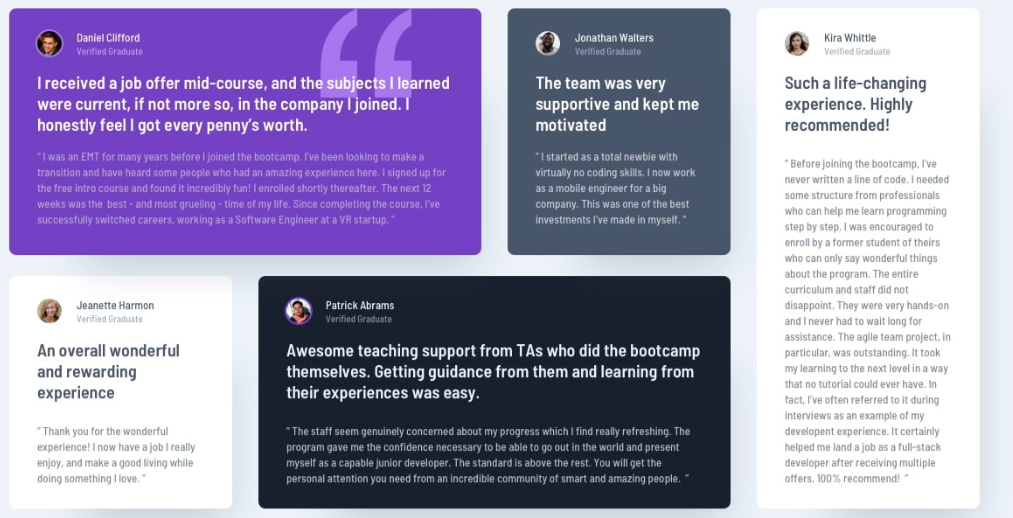 Daniel Clifford
Verified Graduate
I received a job offer mid-course, and the subjects I learned
were current, if not more so, in the company I joined. I
honestly feel I got every penny’s worth.
“ I was an EMT for many years before I joined the bootcamp. I’ve been looking to make a
transition and have heard some people who had an amazing experience here. I signed up for
the free intro course and found it incredibly fun! I enrolled shortly thereafter. The next 12
weeks was the best - and most grueling - time of my life. Since completing the course, I’ve
successfully switched careers, working as a Software Engineer at a VR startup. ”
Jonathan Walters
Verified Graduate
The team was very
supportive and kept me
motivated
“ I started as a total newbie with
virtually no coding skills. I now work
as a mobile engineer for a big
company. This was one of the best
investments I’ve made in myself. ”
Kira Whittle
Verified Graduate
Such a life-changing
experience. Highly
recommended!
“ Before joining the bootcamp, I’ve
never written a line of code. I needed
some structure from professionals
who can help me learn programming
step by step. I was encouraged to
enroll by a former student of theirs
who can only say wonderful things
about the program. The entire
curriculum and staff did not
disappoint. They were very hands-on
and I never had to wait long for
assistance. The agile team project, in
particular, was outstanding. It took
my learning to the next level in a way
that no tutorial could ever have. In
fact, I’ve often referred to it during
interviews as an example of my
developent experience. It certainly
helped me land a job as a full-stack
developer after receiving multiple
offers. 100% recommend! ”
Jeanette Harmon
Verified Graduate
An overall wonderful
and rewarding
experience
“ Thank you for the wonderful
experience! I now have a job I really
enjoy, and make a good living while
doing something I love. ”
Patrick Abrams
Verified Graduate
Awesome teaching support from TAs who did the bootcamp
themselves. Getting guidance from them and learning from
their experiences was easy.
“ The staff seem genuinely concerned about my progress which I find really refreshing. The
program gave me the confidence necessary to be able to go out in the world and present
myself as a capable junior developer. The standard is above the rest. You will get the
personal attention you need from an incredible community of smart and amazing people. ”